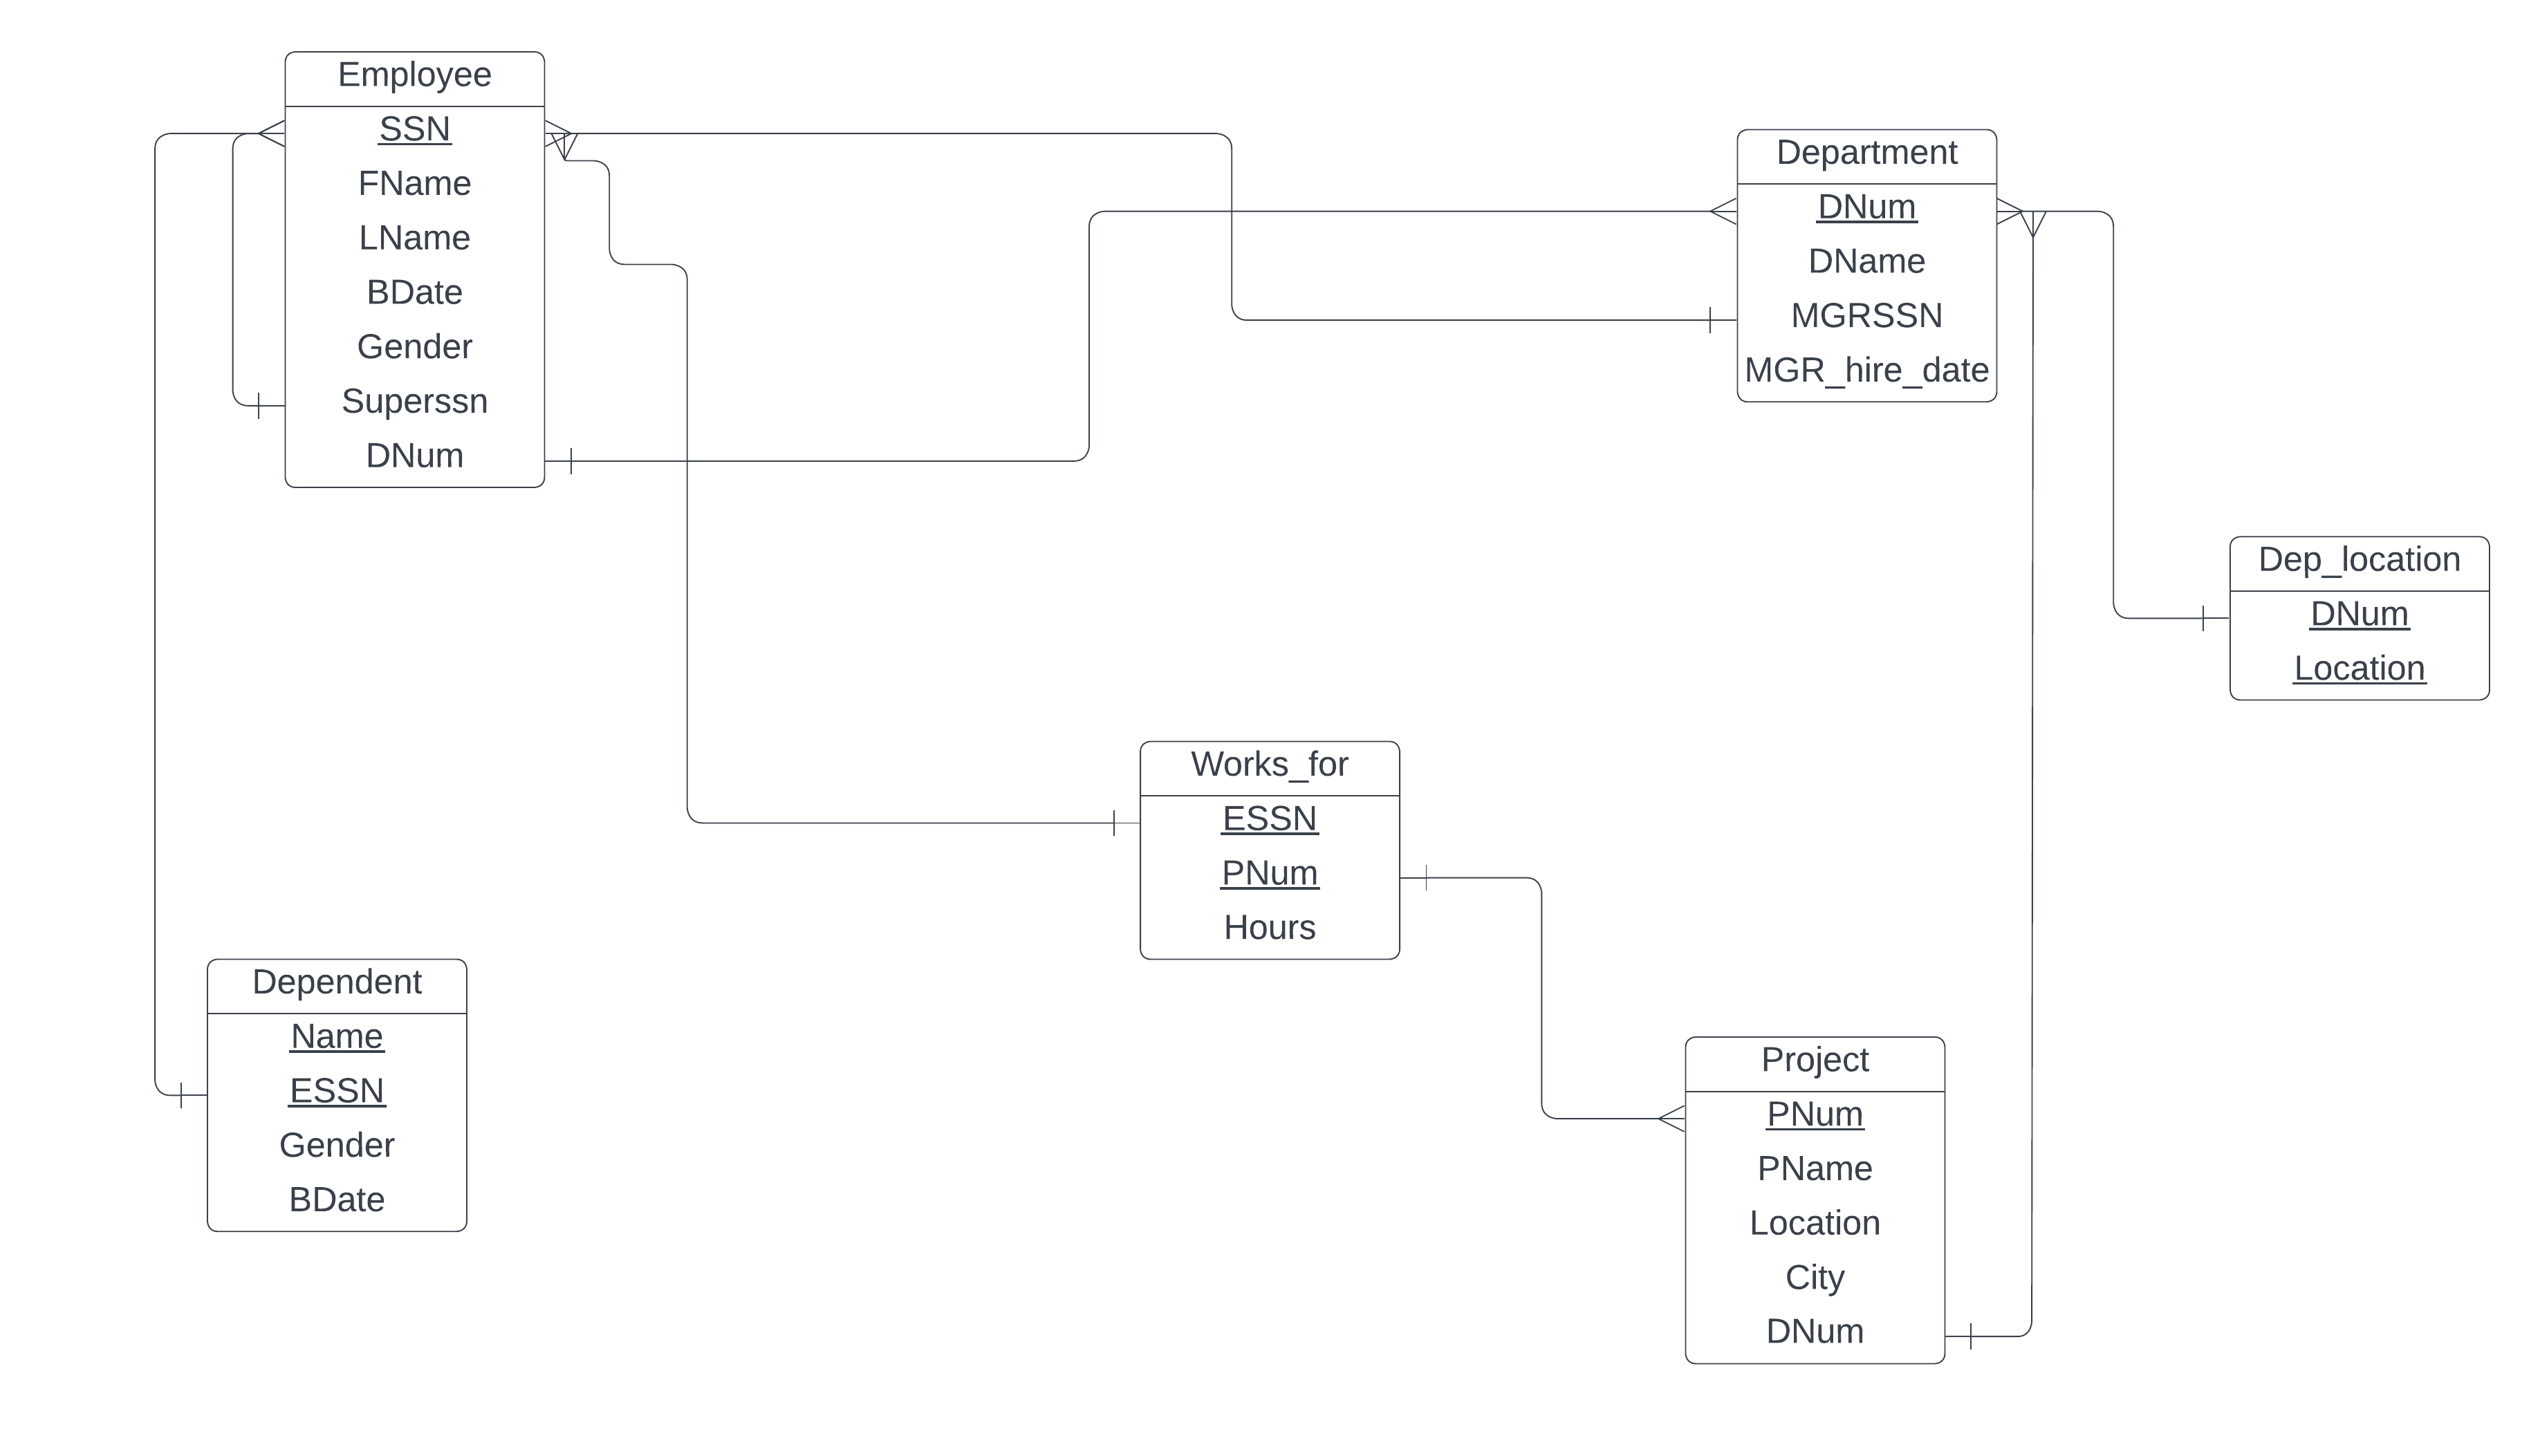 Employee
SSN
FName
LName
BDate
Gender
Superssn
DNum
Department
DNum
DName
MGRSSN
MGR_hire_date
Dep_location
DNum
Location
Works_for
ESSN
PNum
Hours
Dependent
Name
ESSN
Gender
BDate
Project
PNum
PName
Location
City
DNum